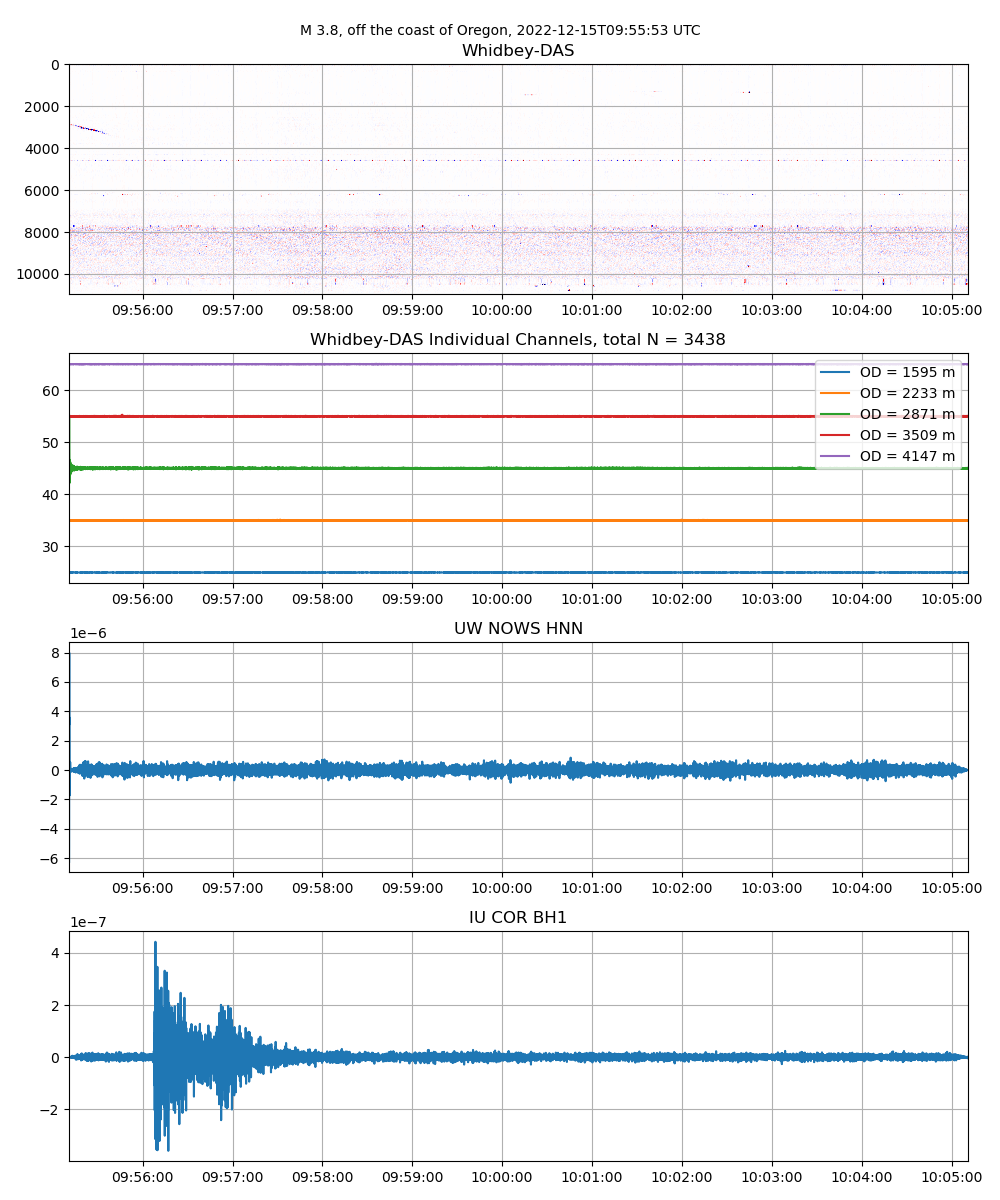 M 3.8, off the coast of Oregon, 2022-12-15T09:55:53 UTC
Whidbey-DAS
0
2000
4000
6000
8000
10000
09:56:00 09:57:00 09:58:00 09:59:00 10:00:00 10:01:00 10:02:00 10:03:00 10:04:00 10:05:00
Whidbey-DAS Individual Channels, total N = 3438
60
50
40
30
OD = 1595 m
OD = 2233 m
OD = 2871 m
OD = 3509 m
OD = 4147 m
09:56:00 09:57:00 09:58:00 09:59:00 10:00:00 10:01:00 10:02:00 10:03:00 10:04:00 10:05:00
UW NOWS HNN
1e−6
8
6
4
2
0
−2
−4
−6
09:56:00 09:57:00 09:58:00 09:59:00 10:00:00 10:01:00 10:02:00 10:03:00 10:04:00 10:05:00
IU COR BH1
1e−7
4
2
0
−2
09:56:00 09:57:00 09:58:00 09:59:00 10:00:00 10:01:00 10:02:00 10:03:00 10:04:00 10:05:00